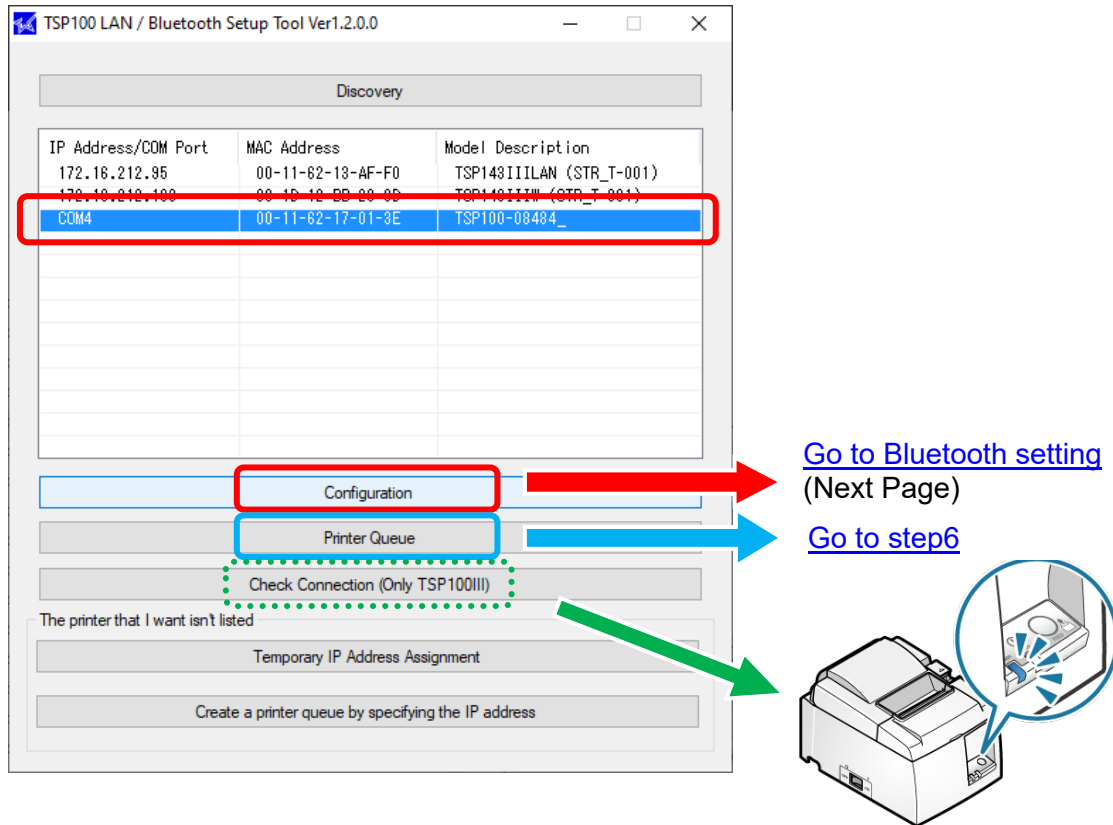 TSP100 LAN / Bluetooth Setup Tool Ver1.2.0.0
Discovery
IP Address/COM Port MAC Address Model Description
172.16.212.95 00-11-62-13-AF-F0 TSP143IIILAN (STR_T-001)
COM4 00-11-62-17-01-3E TSP100-08484_
Configuration
Go to Bluetooth setting
(Next Page)
Printer Queue
Go to step6
Check Connection (Only TSP100III)
The printer that I want isn't listed
Temporary IP Address Assignment
Create a printer queue by specifying the IP address